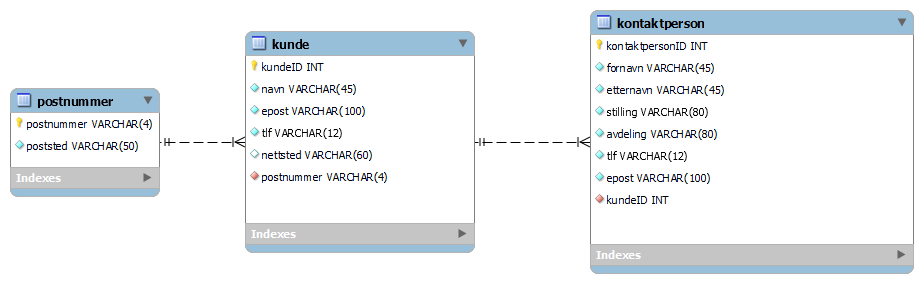 postnummer
postnummer VARCHAR(4)
poststed VARCHAR(50)
Indexes
kunde
kundeID INT
navn VARCHAR(45)
epost VARCHAR(100)
tlf VARCHAR(12)
nettsted VARCHAR(60)
postnummer VARCHAR(4)
Indexes
kontaktperson
kontaktpersonID INT
fornavn VARCHAR(45)
etternavn VARCHAR(45)
stilling VARCHAR(80)
avdeling VARCHAR(80)
tlf VARCHAR(12)
epost VARCHAR(100)
kundeID INT
Indexes